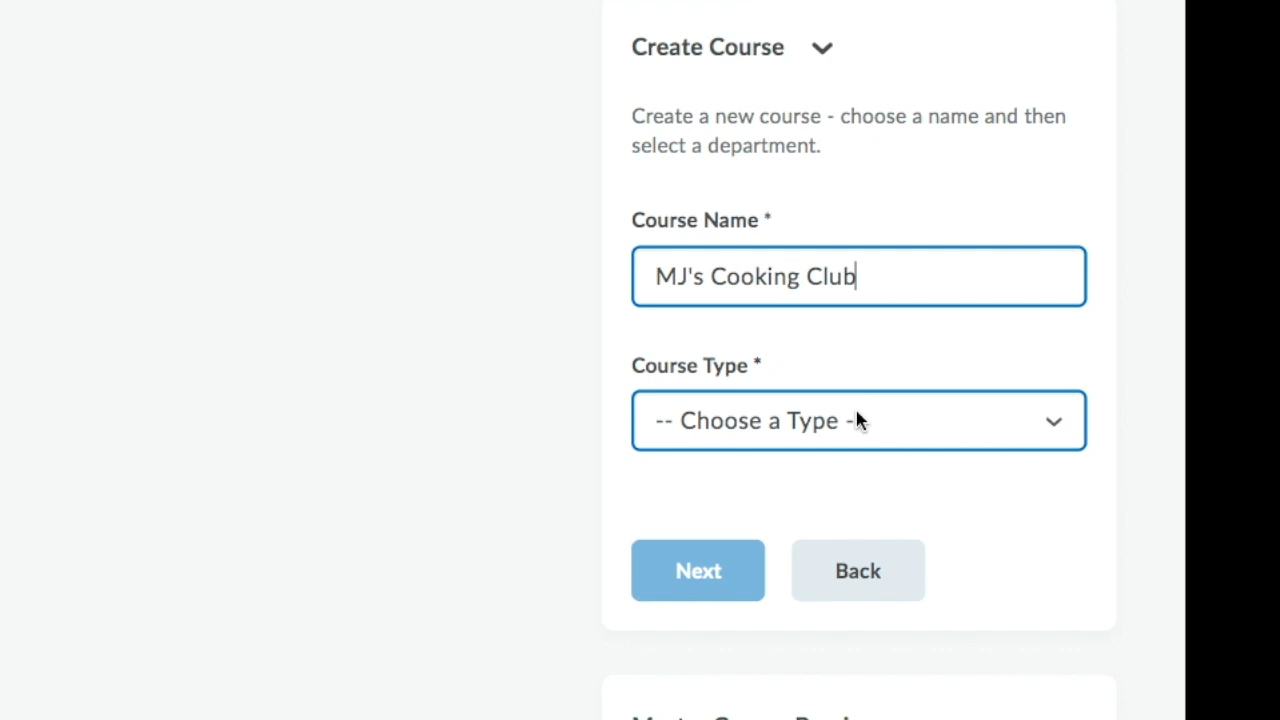 Create Course
Create a new course - choose a name and then
select a department.
Course Name *
MJ's Cooking Club
Course Type *
-- Choose a Type -
Next
Back